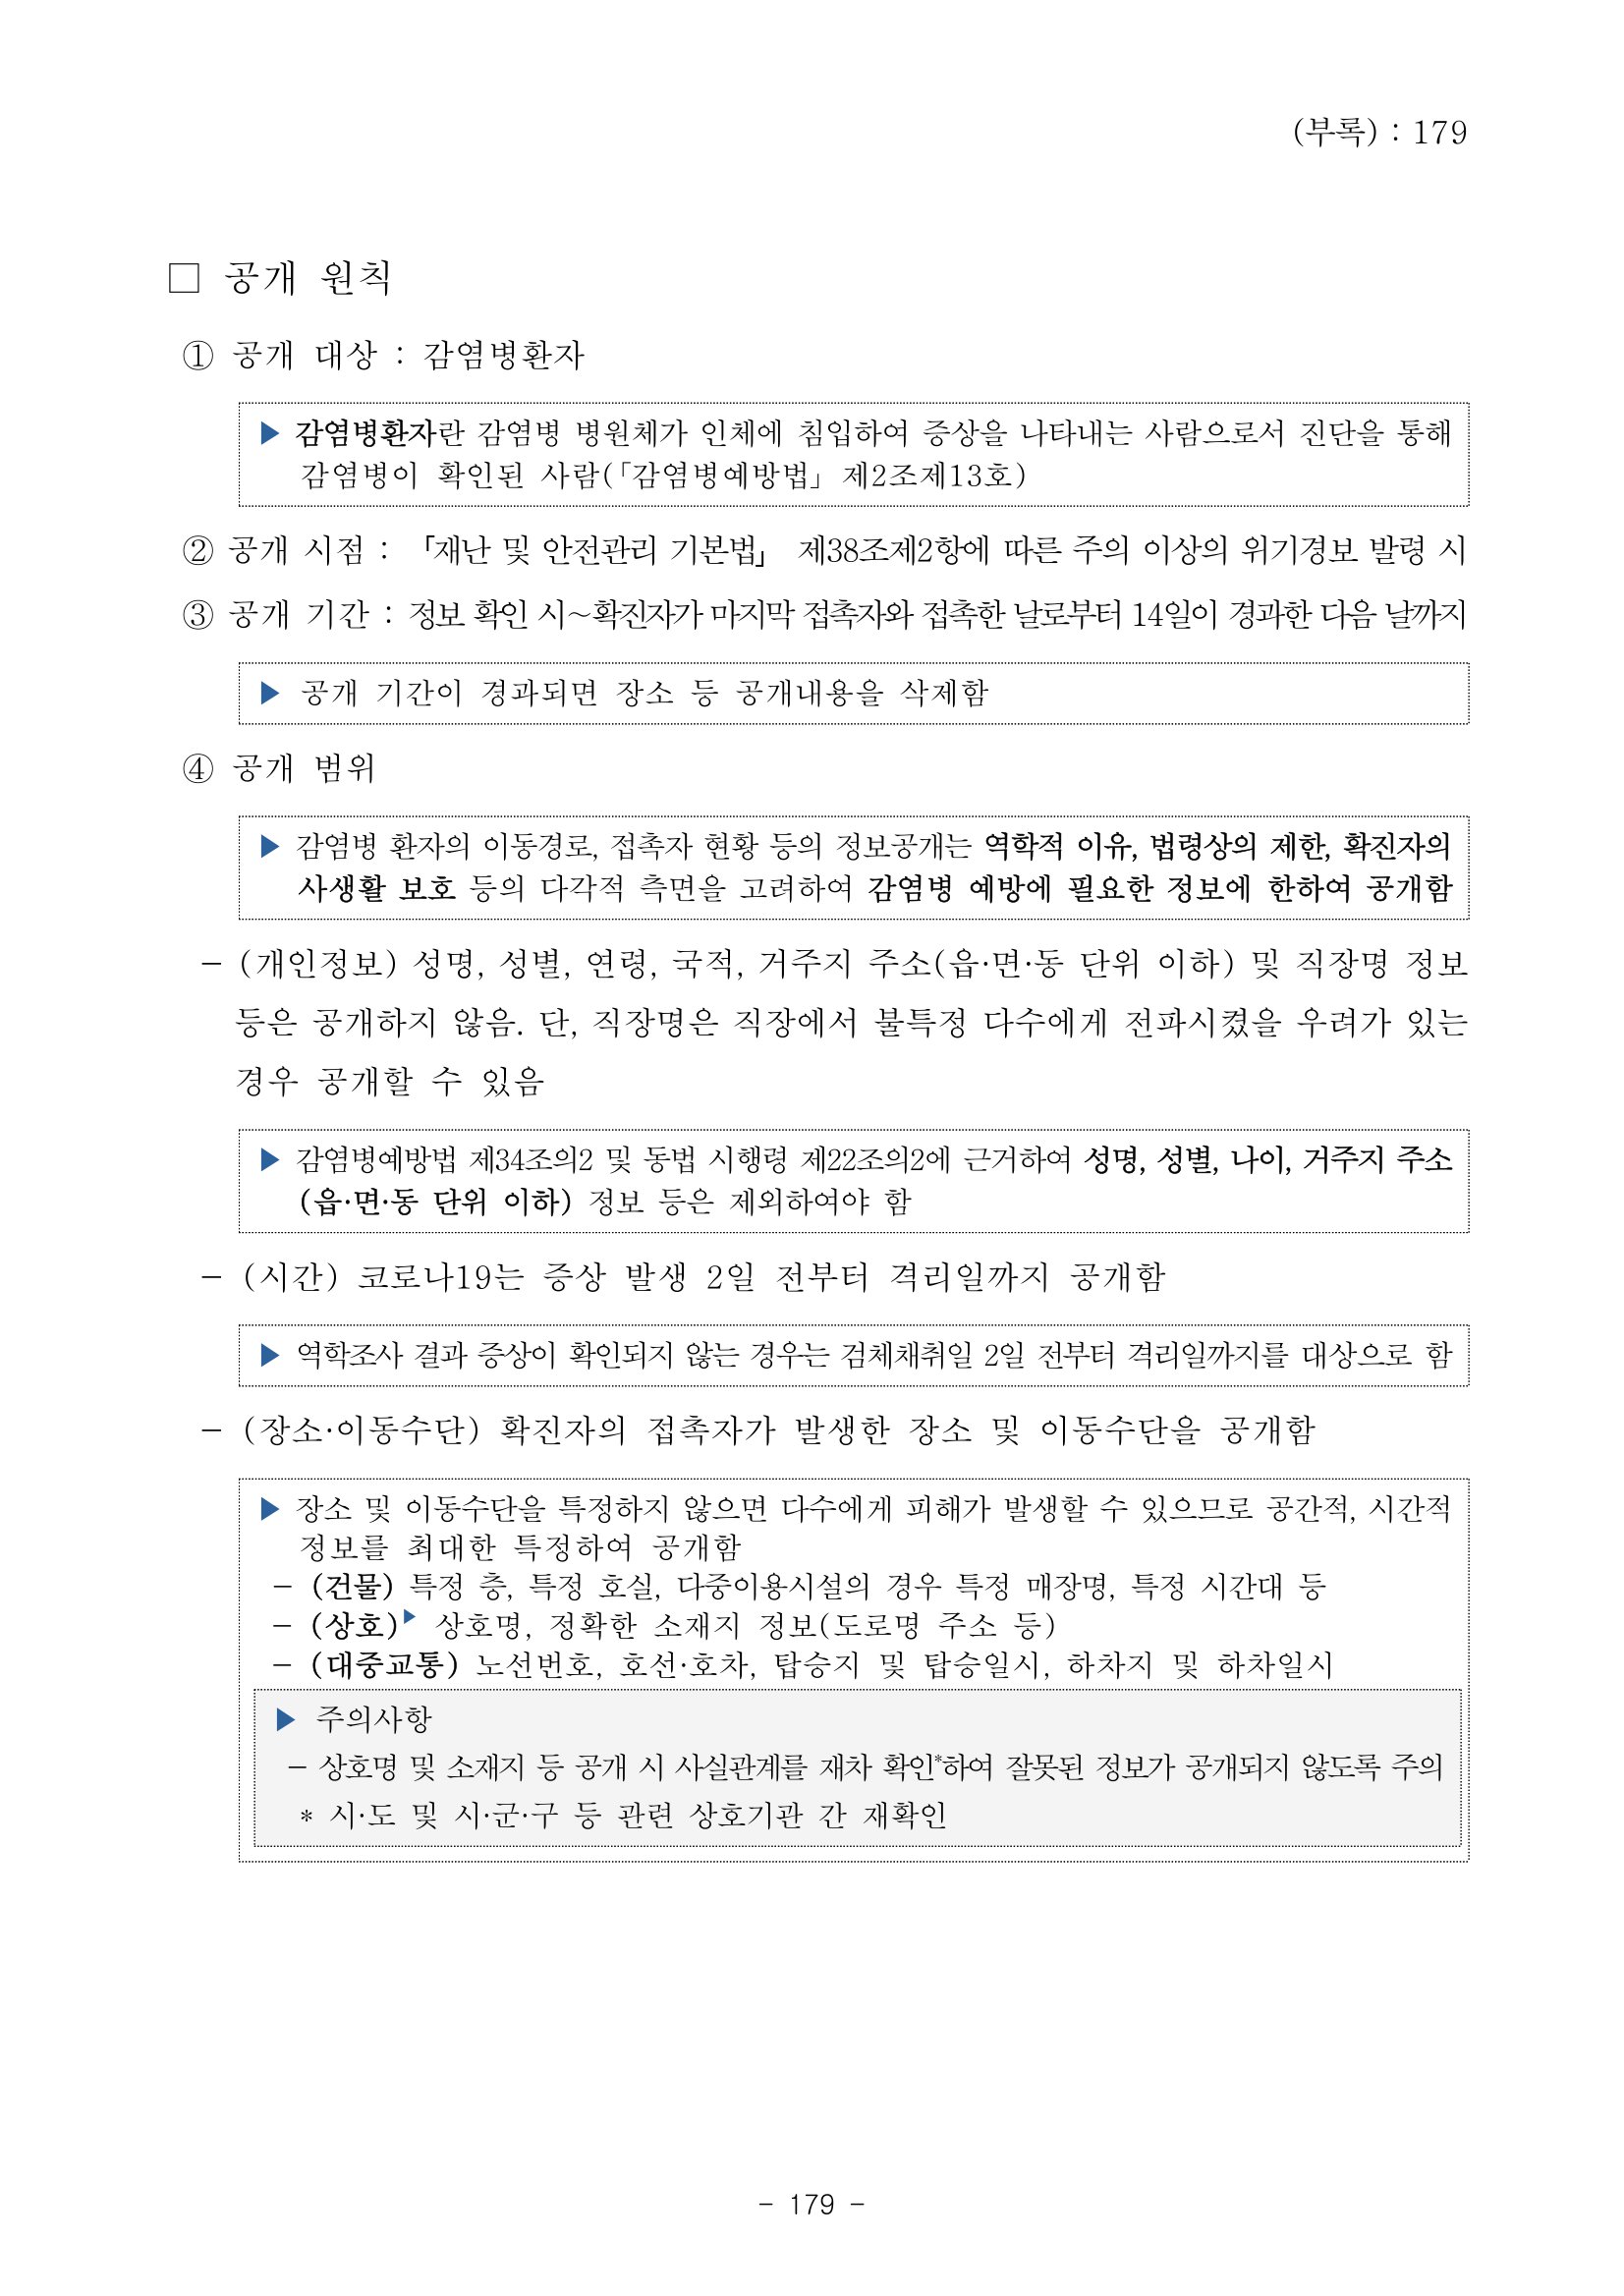 (부록) : 179
□ 공개 원칙
① 공개 대상 : 감염병환자
▶ 감염병환자란 감염병 병원체가 인체에 침입하여 증상을 나타내는 사람으로서 진단을 통해
감염병이 확인된 사람(「감염병예방법」 제2조제13호)
② 공개 시점 : 「재난 및 안전관리 기본법」 제38조제2항에 따른 주의 이상의 위기경보 발령 시
③ 공개 기간 : 정보 확인 시~확진자가 마지막 접촉자와 접촉한 날로부터 14일이 경과한 다음 날까지
▶ 공개 기간이 경과되면 장소 등 공개내용을 삭제함
④ 공개 범위
▶ 감염병 환자의 이동경로, 접촉자 현황 등의 정보공개는 역학적 이유, 법령상의 제한, 확진자의
사생활 보호 등의 다각적 측면을 고려하여 감염병 예방에 필요한 정보에 한하여 공개함
− (개인정보) 성명, 성별, 연령, 국적, 거주지 주소(읍·면·동 단위 이하) 및 직장명 정보
등은 공개하지 않음. 단, 직장명은 직장에서 불특정 다수에게 전파시켰을 우려가 있는
경우 공개할 수 있음
▶ 감염병예방법 제34조의2 및 동법 시행령 제22조의2에 근거하여 성명, 성별, 나이, 거주지 주소
(읍·면·동 단위 이하) 정보 등은 제외하여야 함
− (시간) 코로나19는 증상 발생 2일 전부터 격리일까지 공개함
▶ 역학조사 결과 증상이 확인되지 않는 경우는 검체채취일 2일 전부터 격리일까지를 대상으로 함
− (장소·이동수단) 확진자의 접촉자가 발생한 장소 및 이동수단을 공개함
▶ 장소 및 이동수단을 특정하지 않으면 다수에게 피해가 발생할 수 있으므로 공간적, 시간적
정보를 최대한 특정하여 공개함
− (건물) 특정 층, 특정 호실, 다중이용시설의 경우 특정 매장명, 특정 시간대 등
− (상호)▶ 상호명, 정확한 소재지 정보(도로명 주소 등)
− (대중교통) 노선번호, 호선·호차, 탑승지 및 탑승일시, 하차지 및 하차일시
▶ 주의사항
− 상호명 및 소재지 등 공개 시 사실관계를 재차 확인*하여 잘못된 정보가 공개되지 않도록 주의
* 시·도 및 시·군·구 등 관련 상호기관 간 재확인
- 179 -